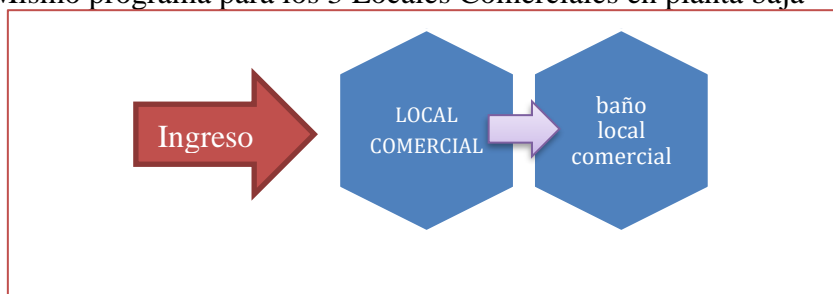 Mismo programa para los 3 Locales Comerciales en planta baja
Ingreso
LOCAL
COMERCIAL
baño
local
comercial